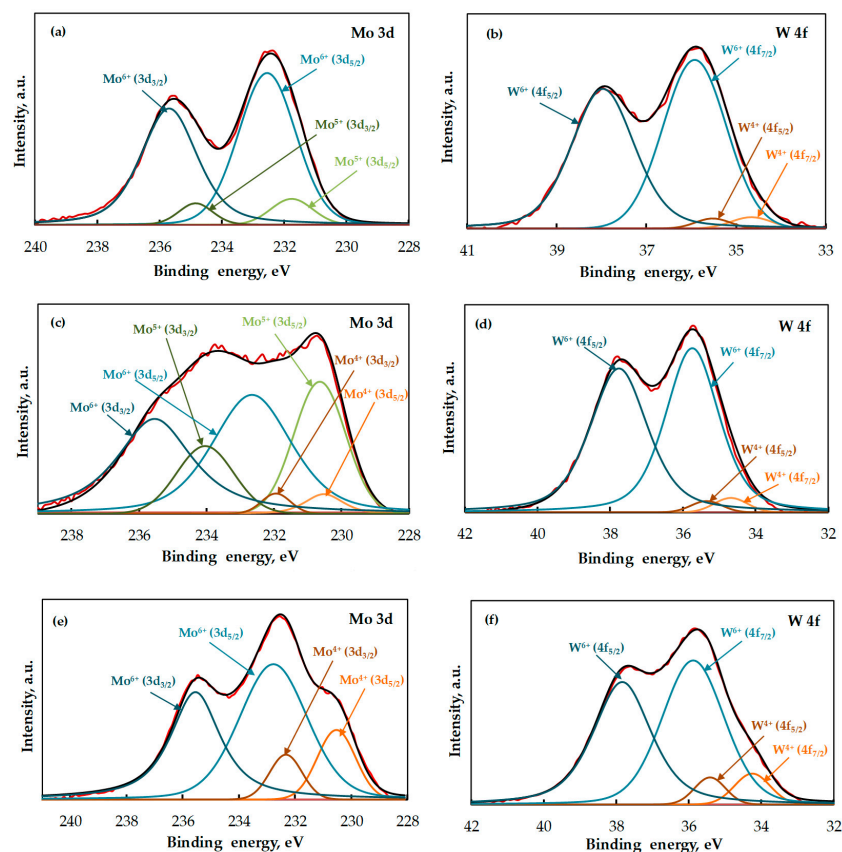 (a)
Mo 3d
Mo⁶⁺ (3d₃/₂)
Mo⁶⁺ (3d₅/₂)
Mo⁵⁺ (3d₃/₂)
Mo⁵⁺ (3d₅/₂)
Intensity, a.u.
240 238 236 234 232 230 228
Binding energy, eV
(b)
W 4f
W⁶⁺ (4f₅/₂)
W⁶⁺ (4f₇/₂)
W⁴⁺ (4f₅/₂)
W⁴⁺ (4f₇/₂)
Intensity, a.u.
41 39 37 35 33
Binding energy, eV
(c)
Mo 3d
Mo⁵⁺ (3d₅/₂)
Mo⁵⁺ (3d₃/₂)
Mo⁴⁺ (3d₃/₂)
Mo⁶⁺ (3d₅/₂)
Mo⁴⁺ (3d₅/₂)
Mo⁶⁺ (3d₃/₂)
Intensity, a.u.
238 236 234 232 230 228
Binding energy, eV
(d)
W 4f
W⁶⁺ (4f₅/₂)
W⁶⁺ (4f₇/₂)
W⁴⁺ (4f₅/₂)
W⁴⁺ (4f₇/₂)
Intensity, a.u.
42 40 38 36 34 32
Binding energy, eV
(e)
Mo 3d
Mo⁶⁺ (3d₅/₂)
Mo⁴⁺ (3d₃/₂)
Mo⁶⁺ (3d₃/₂)
Mo⁴⁺ (3d₅/₂)
Intensity, a.u.
240 238 236 234 232 230 228
Binding energy, eV
(f)
W 4f
W⁶⁺ (4f₅/₂)
W⁶⁺ (4f₇/₂)
W⁴⁺ (4f₅/₂)
W⁴⁺ (4f₇/₂)
Intensity, a.u.
42 40 38 36 34 32
Binding energy, eV